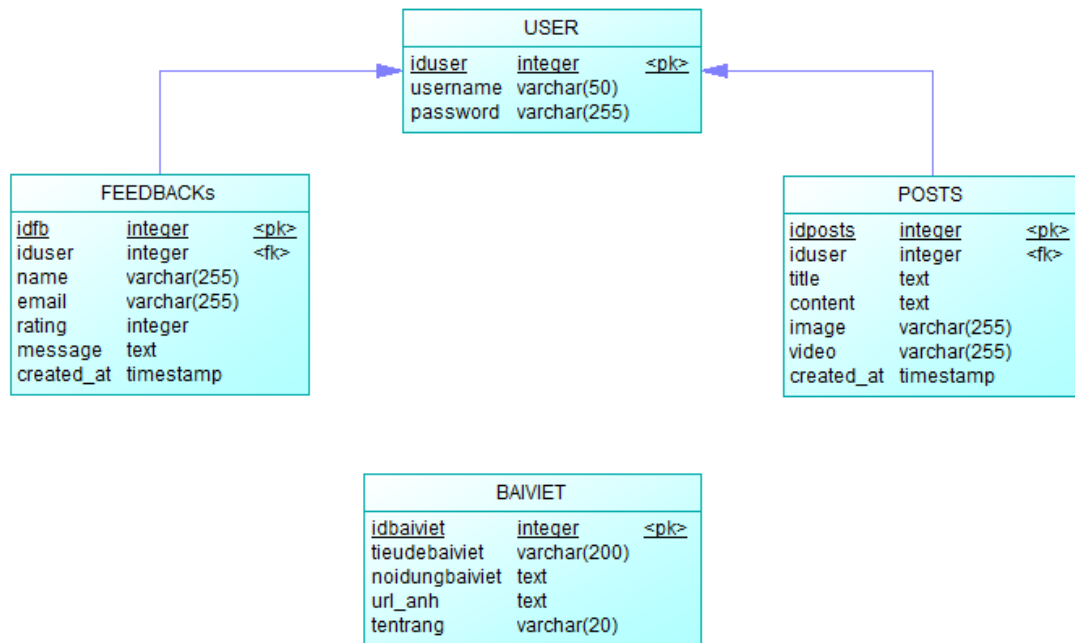 USER
iduser integer <pk>
username varchar(50)
password varchar(255)
FEEDBACKs
idfb integer <pk>
iduser integer <fk>
name varchar(255)
email varchar(255)
rating integer
message text
created_at timestamp
POSTS
idposts integer <pk>
iduser integer <fk>
title text
content text
image varchar(255)
video varchar(255)
created_at timestamp
BAIVIET
idbaiviet integer <pk>
tieudebaiviet varchar(200)
noidungbaiviet text
url_anh text
tentrang varchar(20)